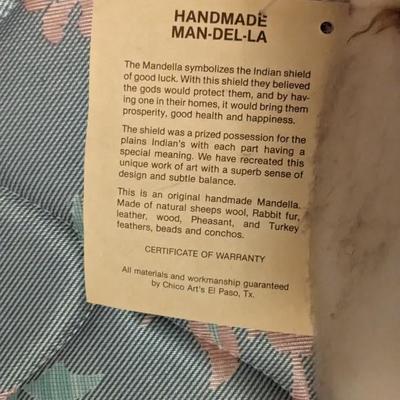 HANDMADE
MAN-DEL-LA
The Mandella symbolizes the Indian shield
of good luck. With this shield they believed
the gods would protect them, and by hav-
ing one in their homes, it would bring them
prosperity, good health and happiness.
The shield was a prized possession for the
plains Indian's with each part having a
special meaning. We have recreated this
unique work of art with a superb sense of
design and subtle balance.
This is an original handmade Mandella.
Made of natural sheeps wool, Rabbit fur,
leather, wood, Pheasant, and Turkey
feathers, beads and conchos.
CERTIFICATE OF WARRANTY
All materials and workmanship guaranteed
by Chico Art's El Paso, Tx.